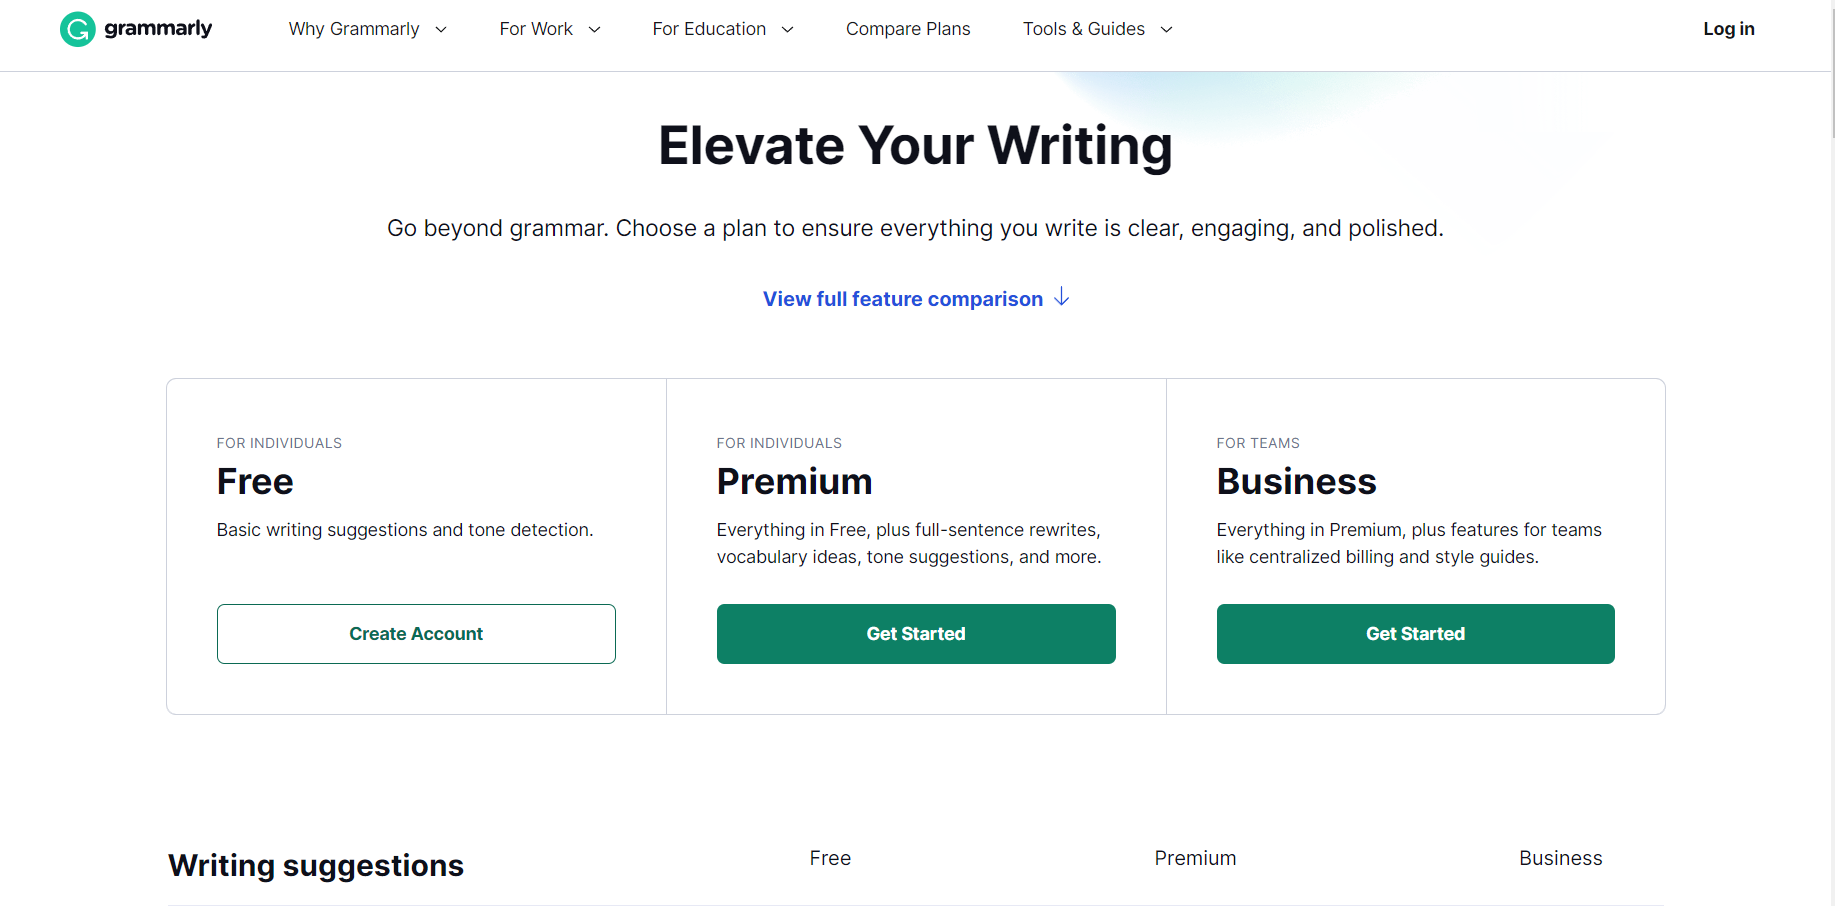 grammarly Why Grammarly For Work For Education Compare Plans Tools & Guides Log in
Elevate Your Writing
Go beyond grammar. Choose a plan to ensure everything you write is clear, engaging, and polished.
View full feature comparison ↓
FOR INDIVIDUALS
Free
Basic writing suggestions and tone detection.
Create Account
FOR INDIVIDUALS
Premium
Everything in Free, plus full-sentence rewrites,
vocabulary ideas, tone suggestions, and more.
Get Started
FOR TEAMS
Business
Everything in Premium, plus features for teams
like centralized billing and style guides.
Get Started
Writing suggestions Free Premium Business